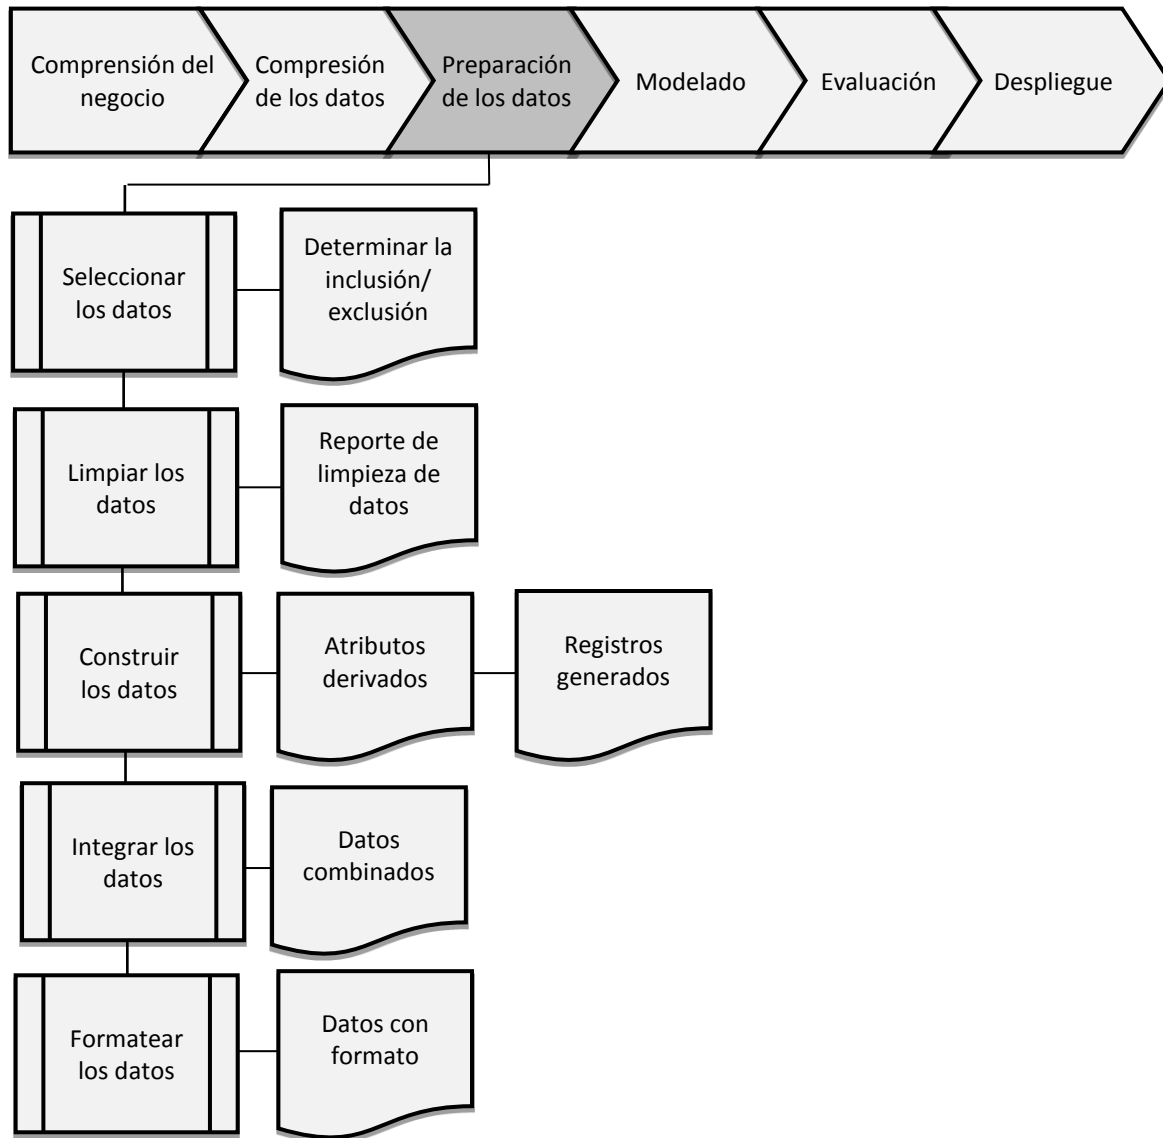 Comprensión del
negocio
Compresión
de los datos
Preparación
de los datos
Modelado
Evaluación
Despliegue
Seleccionar
los datos
Determinar la
inclusión/
exclusión
Limpiar los
datos
Reporte de
limpieza de
datos
Construir
los datos
Atributos
derivados
Registros
generados
Integrar los
datos
Datos
combinados
Formatear
los datos
Datos con
formato